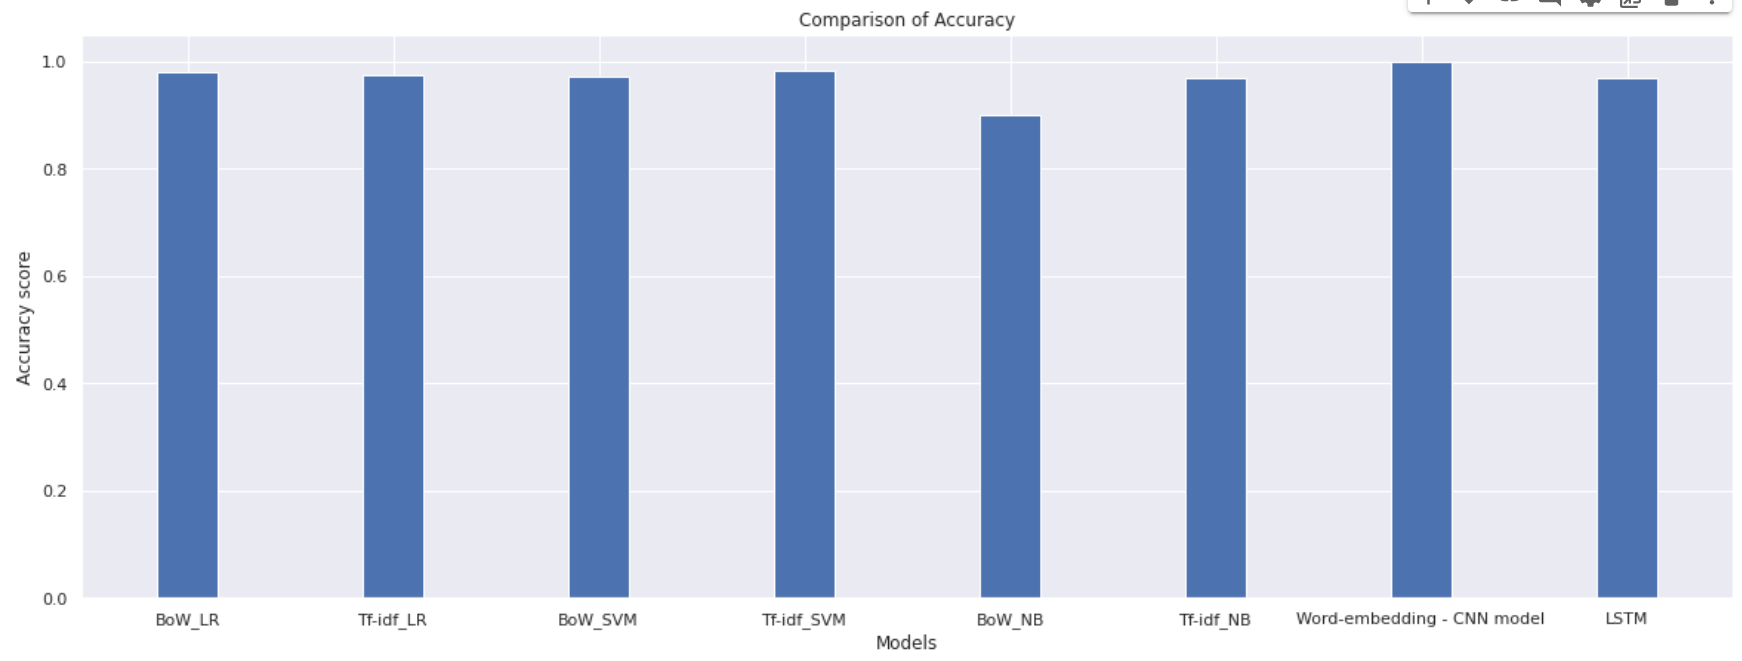 Comparison of Accuracy
1.0
0.8
0.6
0.4
0.2
0.0
Accuracy score
BoW_LR Tf-idf_LR BoW_SVM Tf-idf_SVM BoW_NB Tf-idf_NB Word-embedding - CNN model LSTM
Models